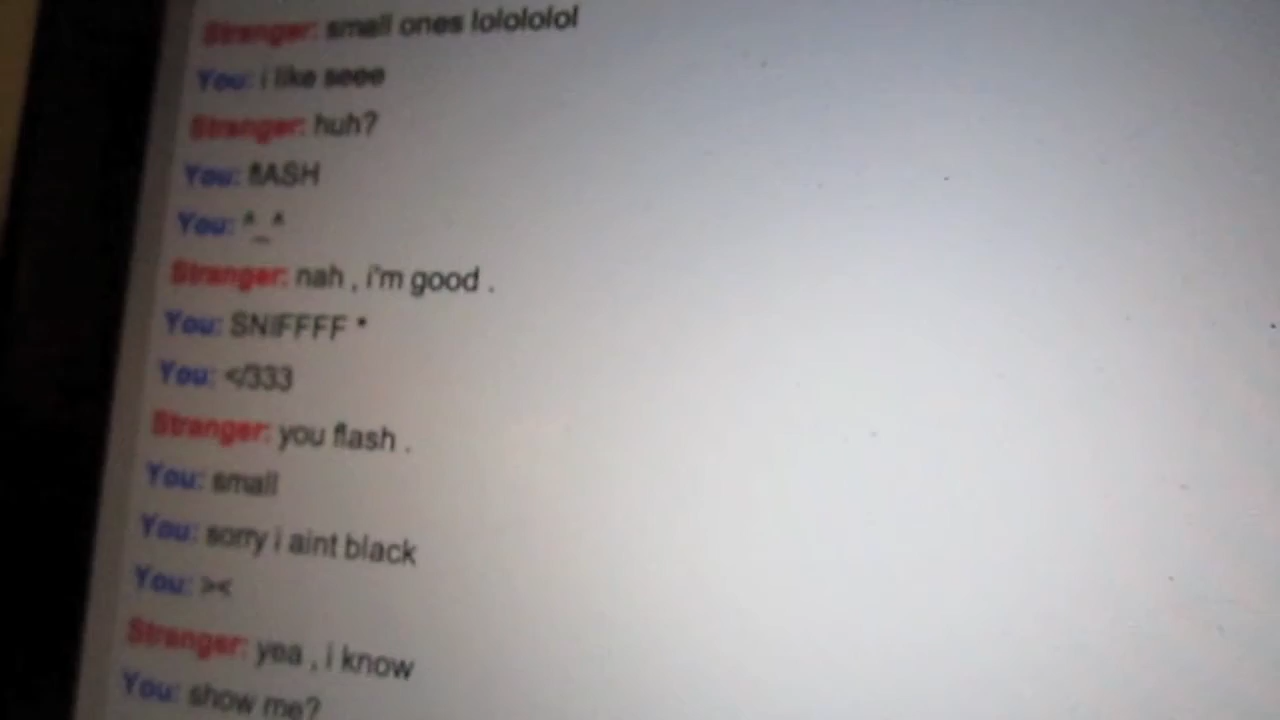 Stranger: small ones lolololol
You: i like seee
Stranger: huh?
You: flASH
You: ^_^
Stranger: nah , i'm good .
You: SNIFFFF *
You: </333
Stranger: you flash .
You: small
You: sorry i aint black
You: ><
Stranger: yea , i know
You: show me?